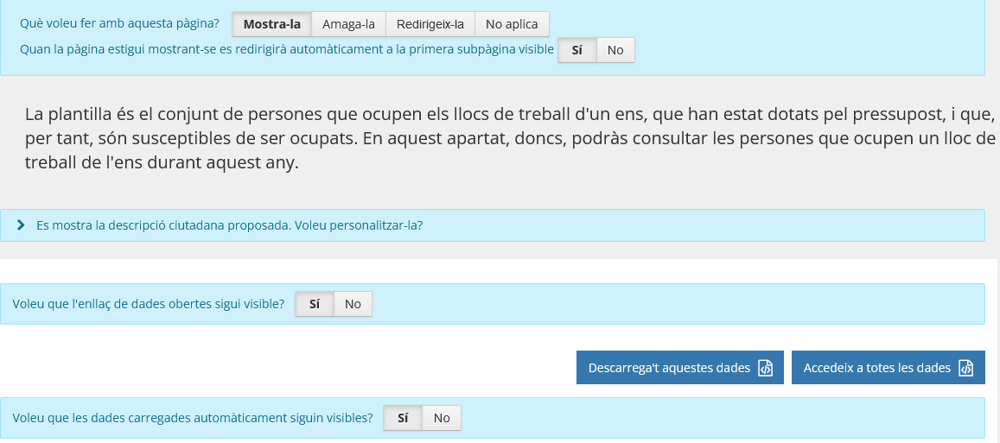 Què voleu fer amb aquesta pàgina? Mostra-la Amaga-la Redirigeix-la No aplica
Quan la pàgina estigui mostrant-se es redirigirà automàticament a la primera subpàgina visible Sí No
La plantilla és el conjunt de persones que ocupen els llocs de treball d'un ens, que han estat dotats pel pressupost, i que,
per tant, són susceptibles de ser ocupats. En aquest apartat, doncs, podràs consultar les persones que ocupen un lloc de
treball de l'ens durant aquest any.
Es mostra la descripció ciutadana proposada. Voleu personalitzar-la?
Voleu que l'enllaç de dades obertes sigui visible? Sí No
Descarrega't aquestes dades Accedeix a totes les dades
Voleu que les dades carregades automàticament siguin visibles? Sí No